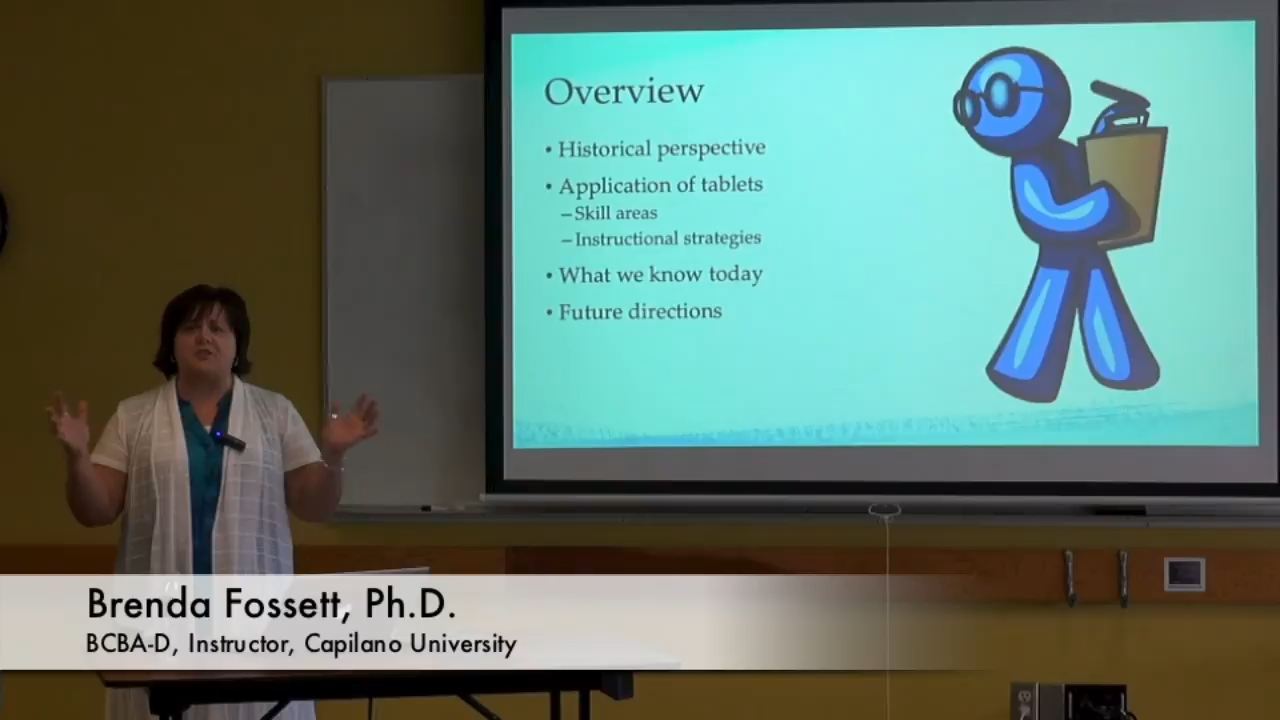 Overview
• Historical perspective
• Application of tablets
–Skill areas
–Instructional strategies
• What we know today
• Future directions
Brenda Fossett, Ph.D.
BCBA-D, Instructor, Capilano University